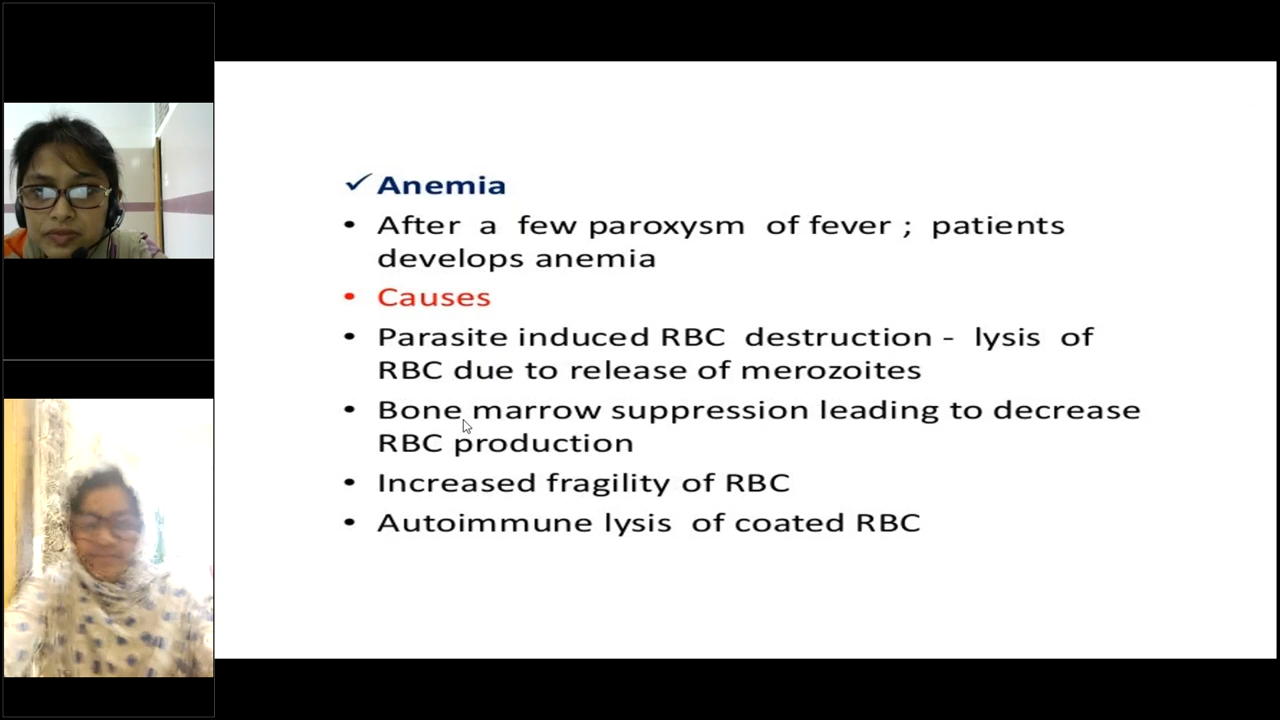 ✓ Anemia
• After a few paroxysm of fever ; patients
develops anemia
• Causes
• Parasite induced RBC destruction - lysis of
RBC due to release of merozoites
• Bone marrow suppression leading to decrease
RBC production
• Increased fragility of RBC
• Autoimmune lysis of coated RBC